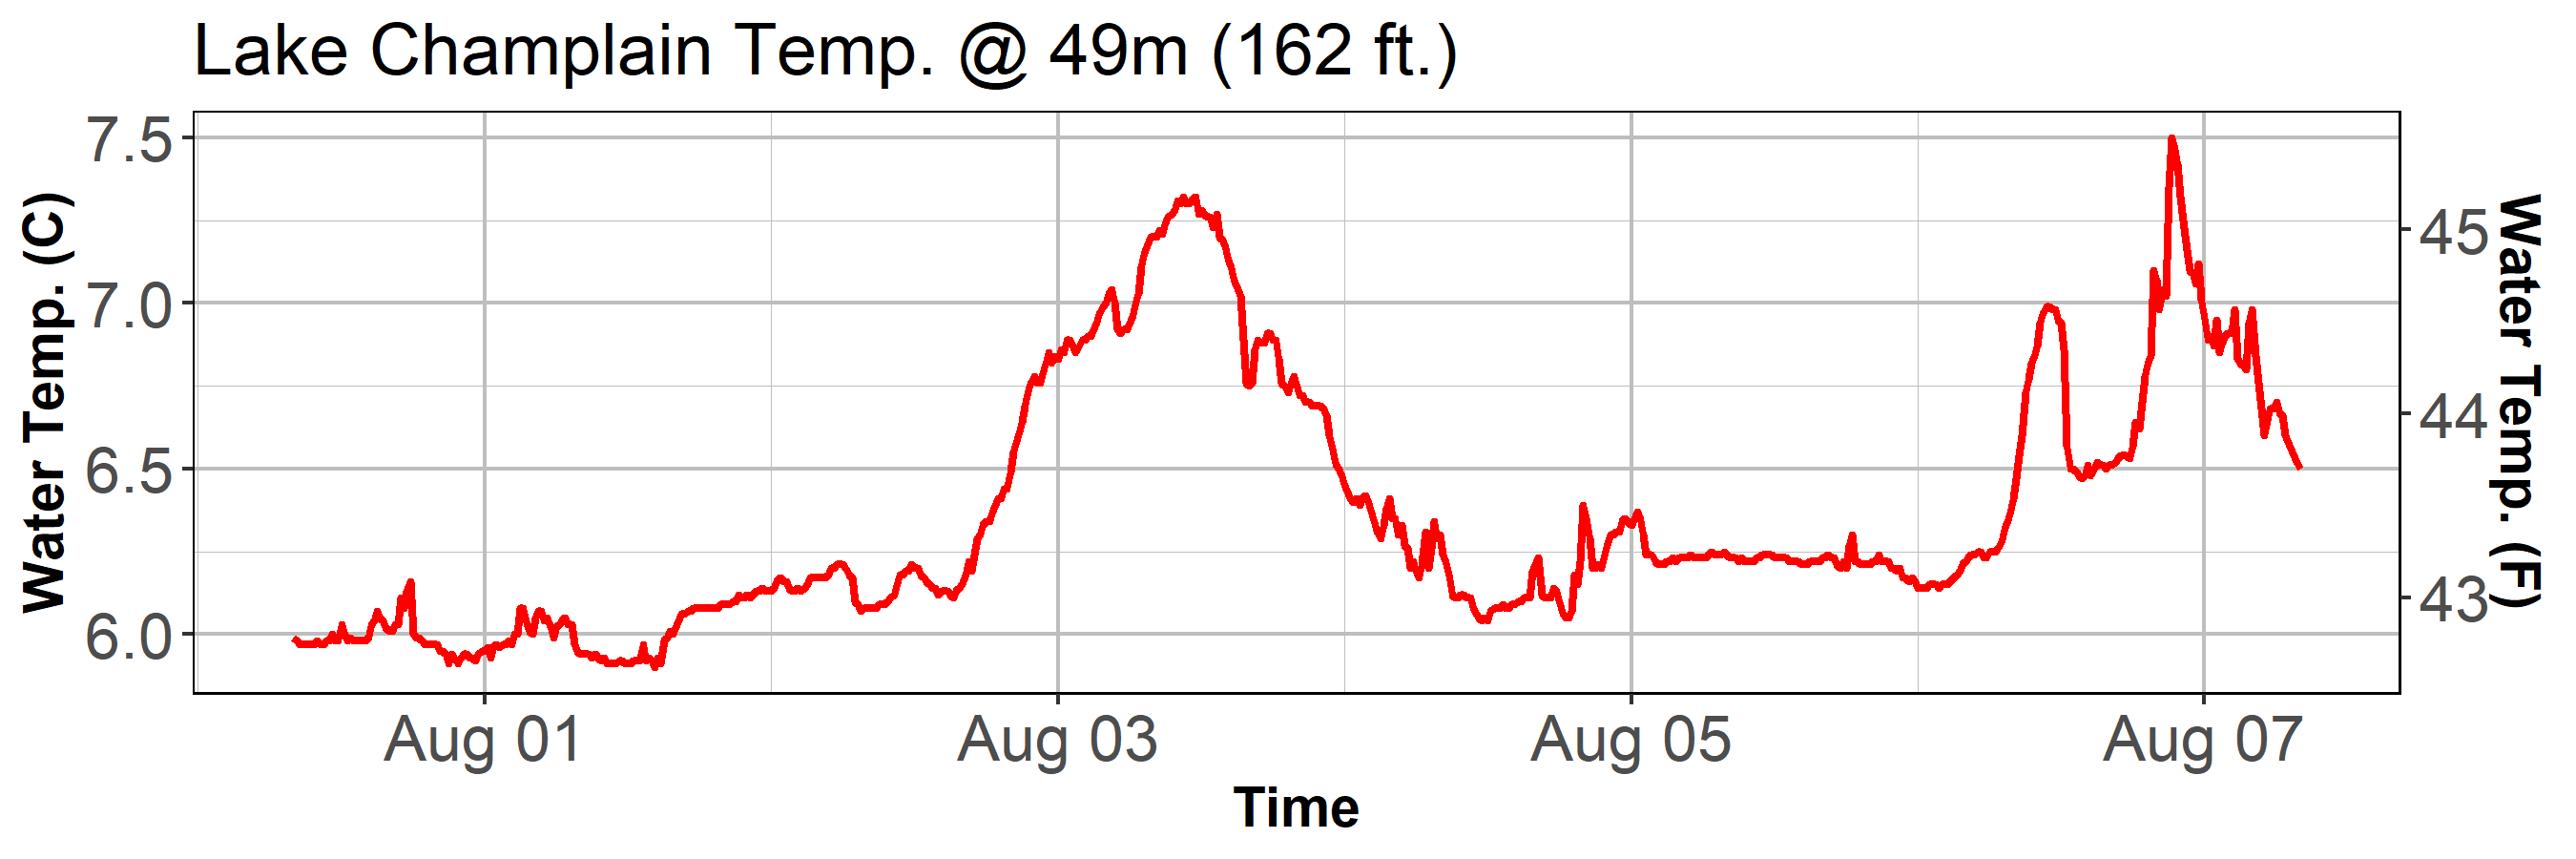 Lake Champlain Temp. @ 49m (162 ft.)
Water Temp. (C)
7.5
7.0
6.5
6.0
45
44
43
Water Temp. (F)
Aug 01
Aug 03
Aug 05
Aug 07
Time